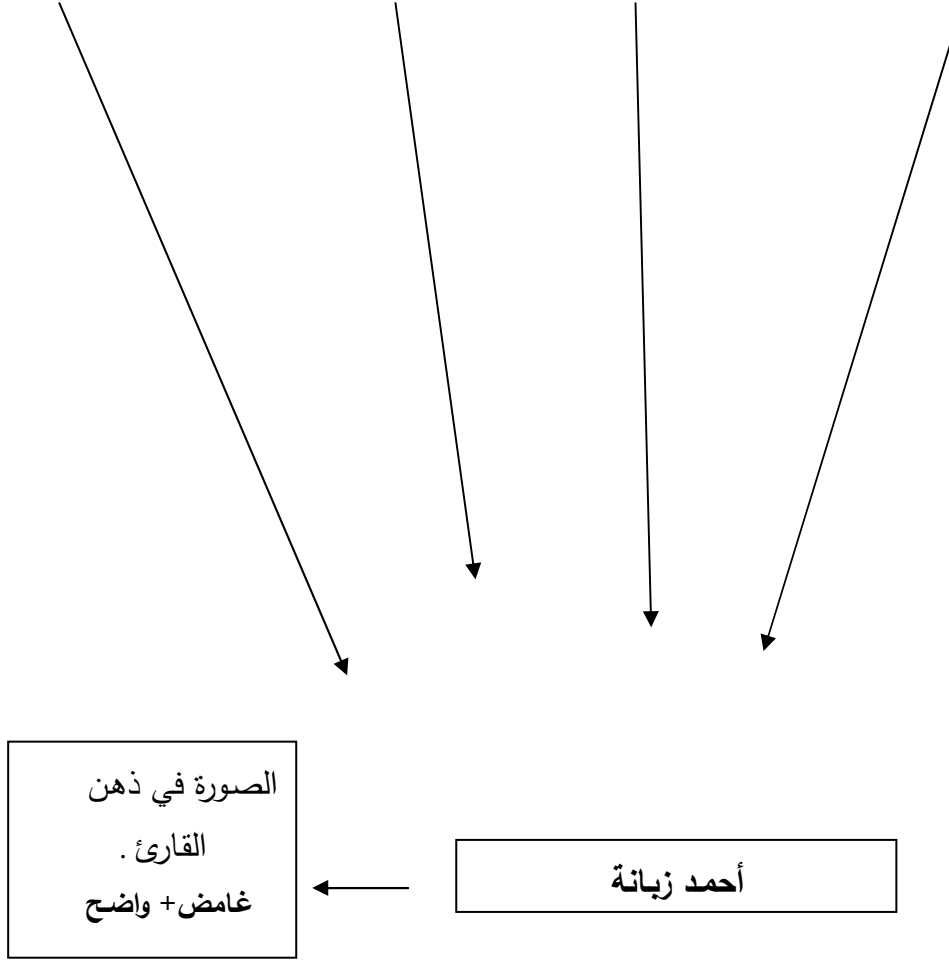 أحمد زبانة
الصورة في ذهن
القارئ .
غامض+ واضح